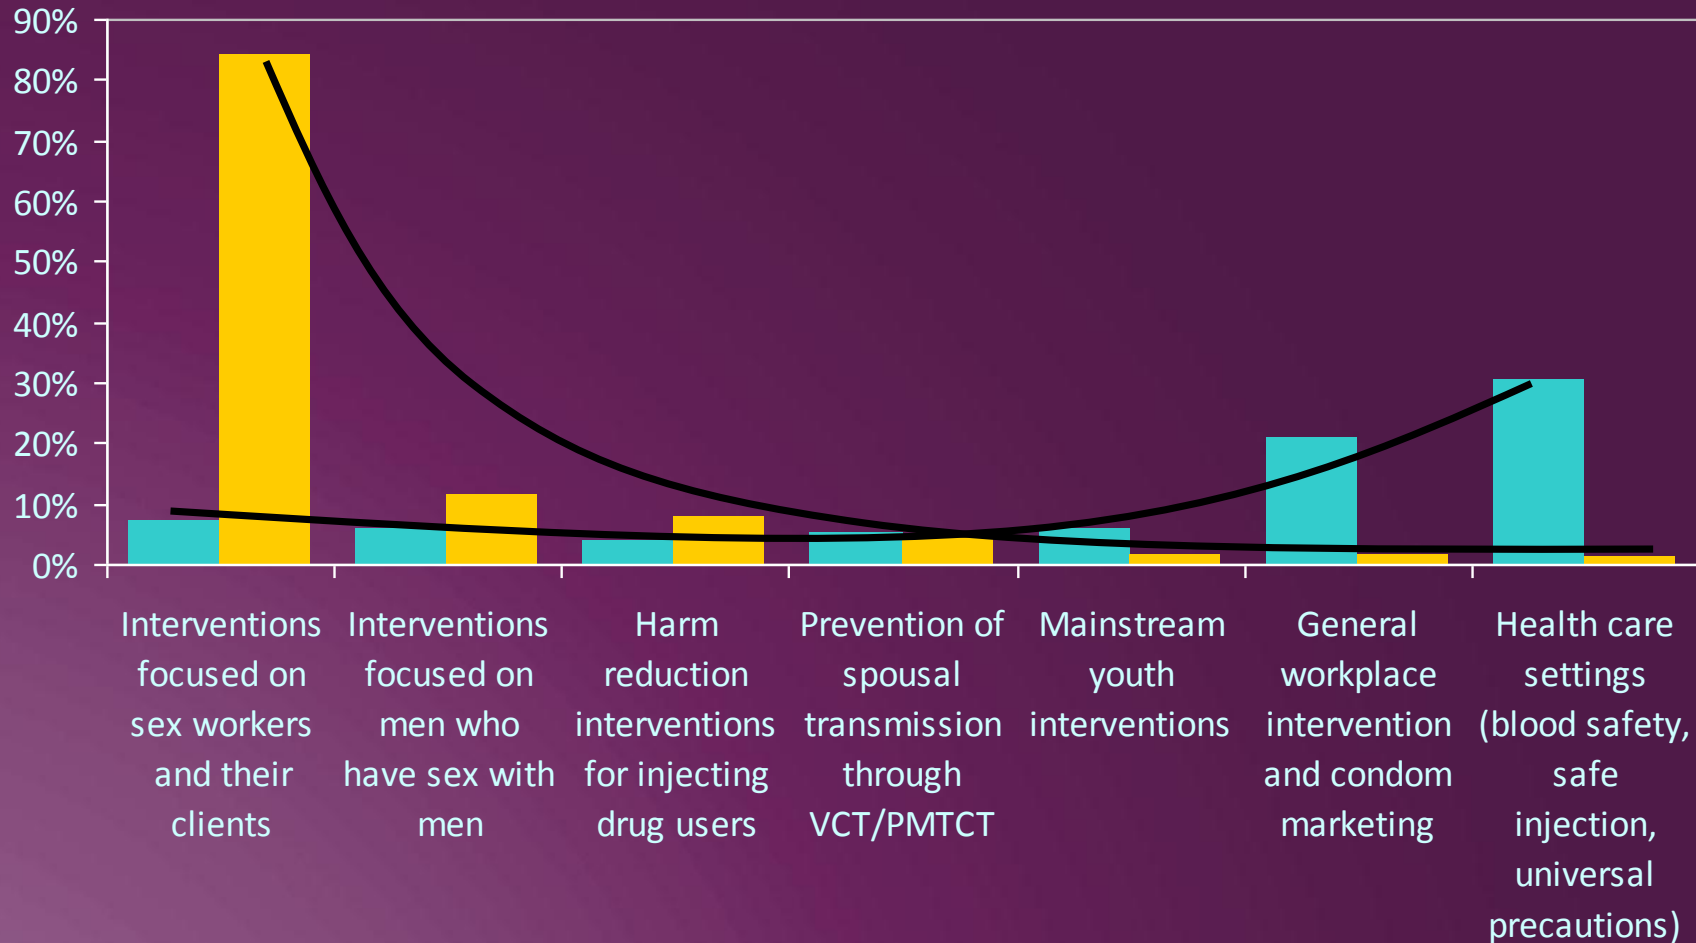 90%
80%
70%
60%
50%
40%
30%
20%
10%
0%
Interventions
focused on
sex workers
and their
clients
Interventions
focused on
men who
have sex with
men
Harm
reduction
interventions
for injecting
drug users
Prevention of
spousal
transmission
through
VCT/PMTCT
Mainstream
youth
interventions
General
workplace
intervention
and condom
marketing
Health care
settings
(blood safety,
safe
injection,
universal
precautions)